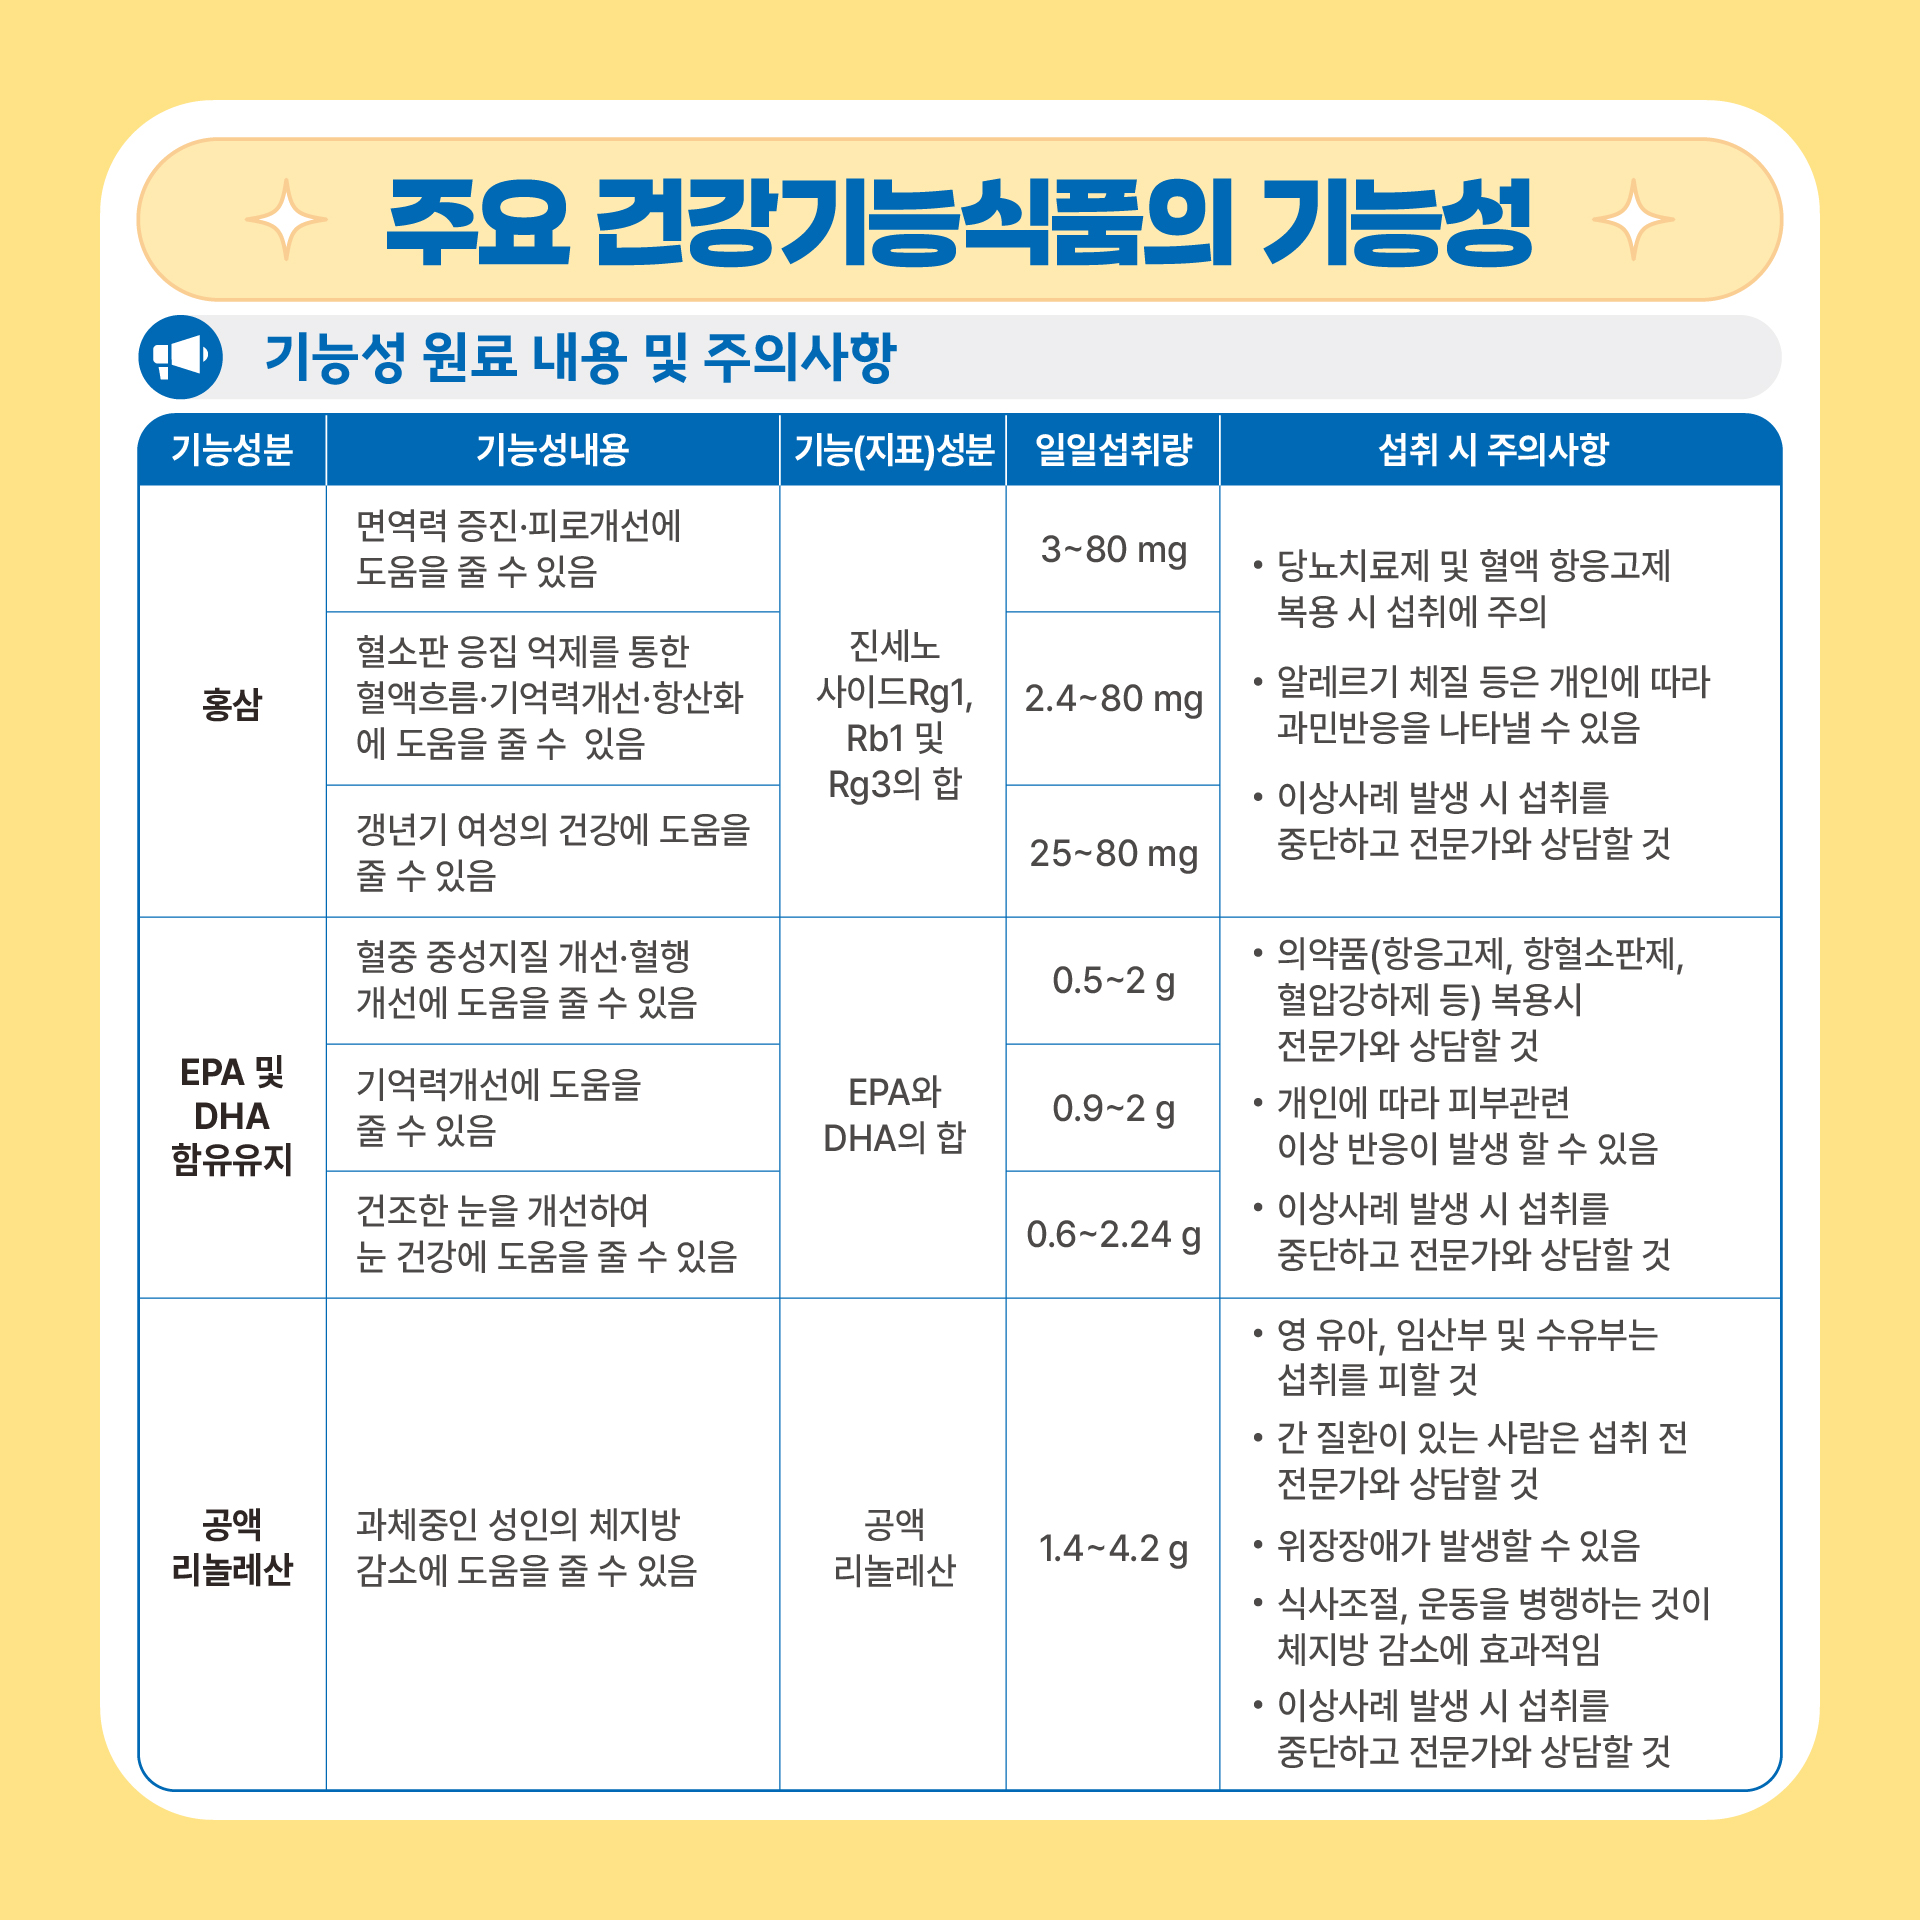 주요 건강기능식품의 기능성
기능성 원료 내용 및 주의사항
기능성분 기능성내용 기능(지표)성분 일일섭취량 섭취 시 주의사항
홍삼
면역력 증진·피로개선에
도움을 줄 수 있음
혈소판 응집 억제를 통한
혈액흐름·기억력개선·항산화
에 도움을 줄 수 있음
갱년기 여성의 건강에 도움을
줄 수 있음
진세노
사이드Rg1,
Rb1 및
Rg3의 합
3~80 mg
2.4~80 mg
25~80 mg
• 당뇨치료제 및 혈액 항응고제
복용 시 섭취에 주의
• 알레르기 체질 등은 개인에 따라
과민반응을 나타낼 수 있음
• 이상사례 발생 시 섭취를
중단하고 전문가와 상담할 것
EPA 및
DHA
함유유지
혈중 중성지질 개선·혈행
개선에 도움을 줄 수 있음
기억력개선에 도움을
줄 수 있음
건조한 눈을 개선하여
눈 건강에 도움을 줄 수 있음
EPA와
DHA의 합
0.5~2 g
0.9~2 g
0.6~2.24 g
• 의약품(항응고제, 항혈소판제,
혈압강하제 등) 복용시
전문가와 상담할 것
• 개인에 따라 피부관련
이상 반응이 발생 할 수 있음
• 이상사례 발생 시 섭취를
중단하고 전문가와 상담할 것
공액
리놀레산
과체중인 성인의 체지방
감소에 도움을 줄 수 있음
공액
리놀레산
1.4~4.2 g
• 영 유아, 임산부 및 수유부는
섭취를 피할 것
• 간 질환이 있는 사람은 섭취 전
전문가와 상담할 것
• 위장장애가 발생할 수 있음
• 식사조절, 운동을 병행하는 것이
체지방 감소에 효과적임
• 이상사례 발생 시 섭취를
중단하고 전문가와 상담할 것